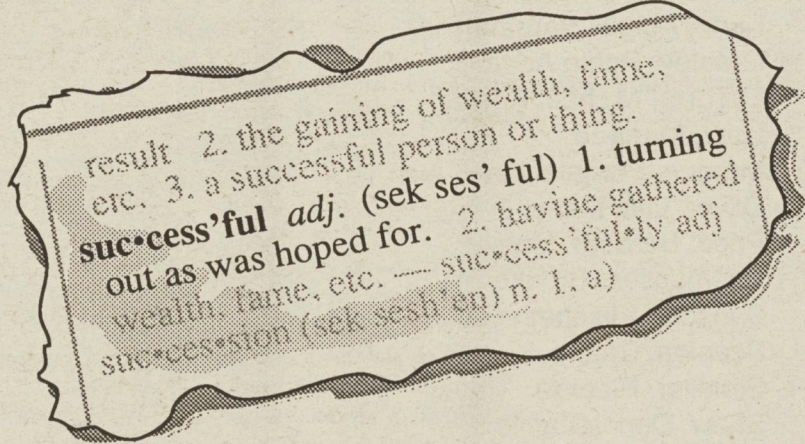 result 2. the gaining of wealth, fame,
etc. 3. a successful person or thing.
suc•cess'ful adj. (sek ses' ful) 1. turning
out as was hoped for. 2. havine gathered
wealth, fame, etc. — suc•cess'ful•ly adj
suc•ces•sion (sek sesh'en) n. 1. a)